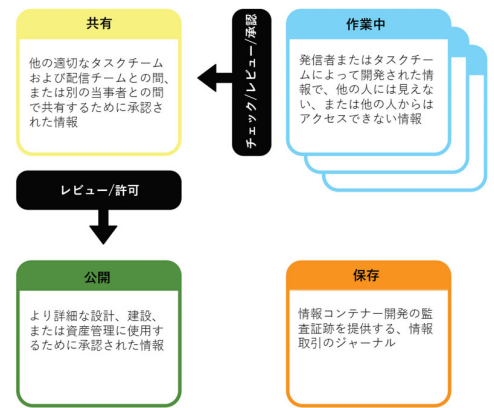 共有
他の適切なタスクチーム
および配信チームとの間、
または別の当事者との間
で共有するために承認さ
れた情報
チェック/レビュー/承認
作業中
発信者またはタスクチー
ムによって開発された情
報で、他の人には見えな
い、または他の人からは
アクセスできない情報
レビュー/許可
公開
より詳細な設計、建設、
または資産管理に使用す
るために承認された情報
保存
情報コンテナー開発の監
査証跡を提供する、情報
取引のジャーナル